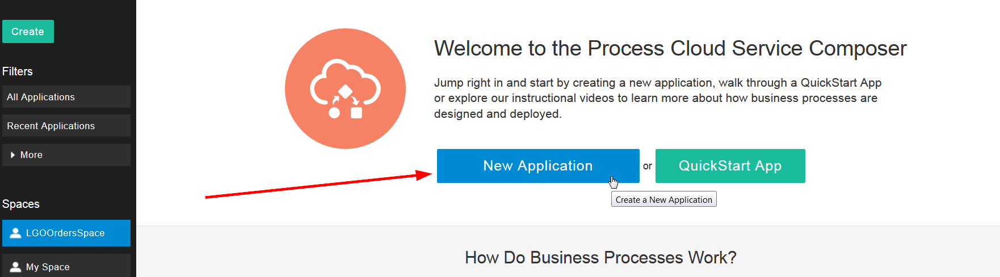 Create
Filters
All Applications
Recent Applications
More
Spaces
LGOOrdersSpace
My Space
Welcome to the Process Cloud Service Composer
Jump right in and start by creating a new application, walk through a QuickStart App
or explore our instructional videos to learn more about how business processes are
designed and deployed.
New Application or QuickStart App
Create a New Application
How Do Business Processes Work?